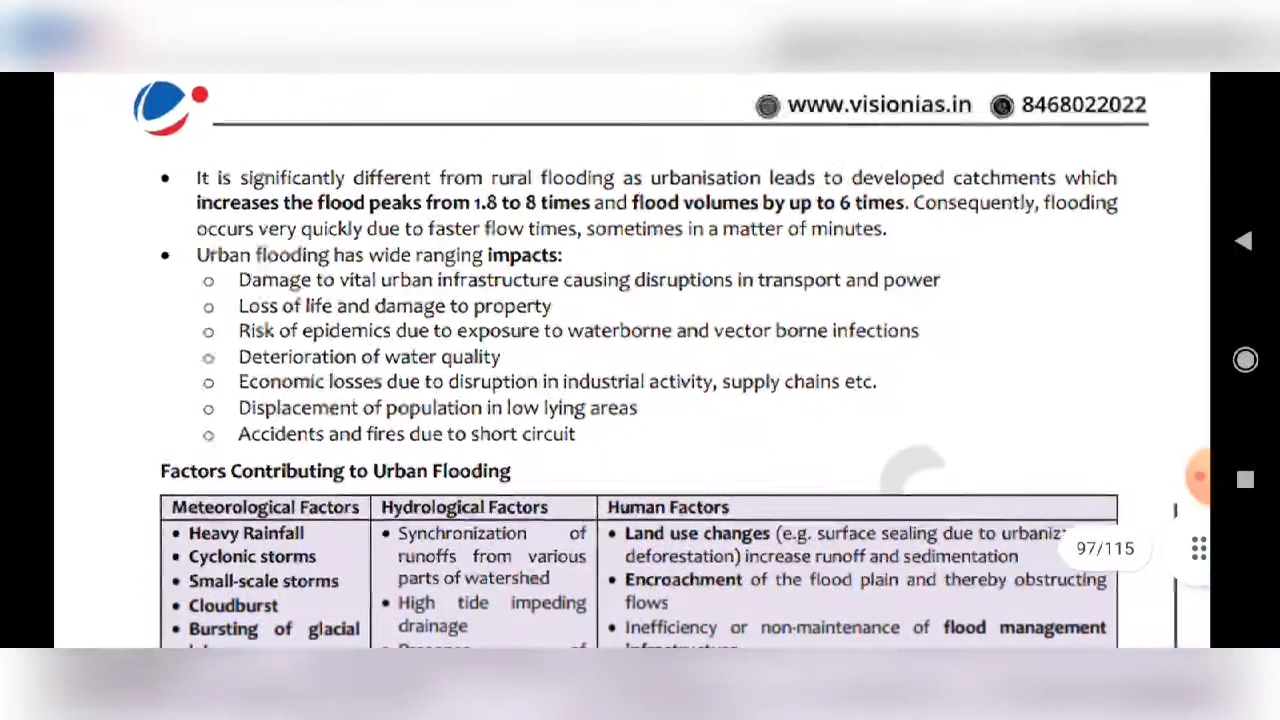 www.visionias.in 8468022022
• It is significantly different from rural flooding as urbanisation leads to developed catchments which
increases the flood peaks from 1.8 to 8 times and flood volumes by up to 6 times. Consequently, flooding
occurs very quickly due to faster flow times, sometimes in a matter of minutes.
• Urban flooding has wide ranging impacts:
o Damage to vital urban infrastructure causing disruptions in transport and power
o Loss of life and damage to property
o Risk of epidemics due to exposure to waterborne and vector borne infections
o Deterioration of water quality
o Economic losses due to disruption in industrial activity, supply chains etc.
o Displacement of population in low lying areas
o Accidents and fires due to short circuit
Factors Contributing to Urban Flooding
Meteorological Factors
• Heavy Rainfall
• Cyclonic storms
• Small-scale storms
• Cloudburst
• Bursting of glacial
Hydrological Factors
• Synchronization of
runoffs from various
parts of watershed
• High tide impeding
drainage
Human Factors
• Land use changes (e.g. surface sealing due to
deforestation) increase runoff and sedimentation
• Encroachment of the flood plain and thereby obstructing
flows
• Inefficiency or non-maintenance of flood management
97/115